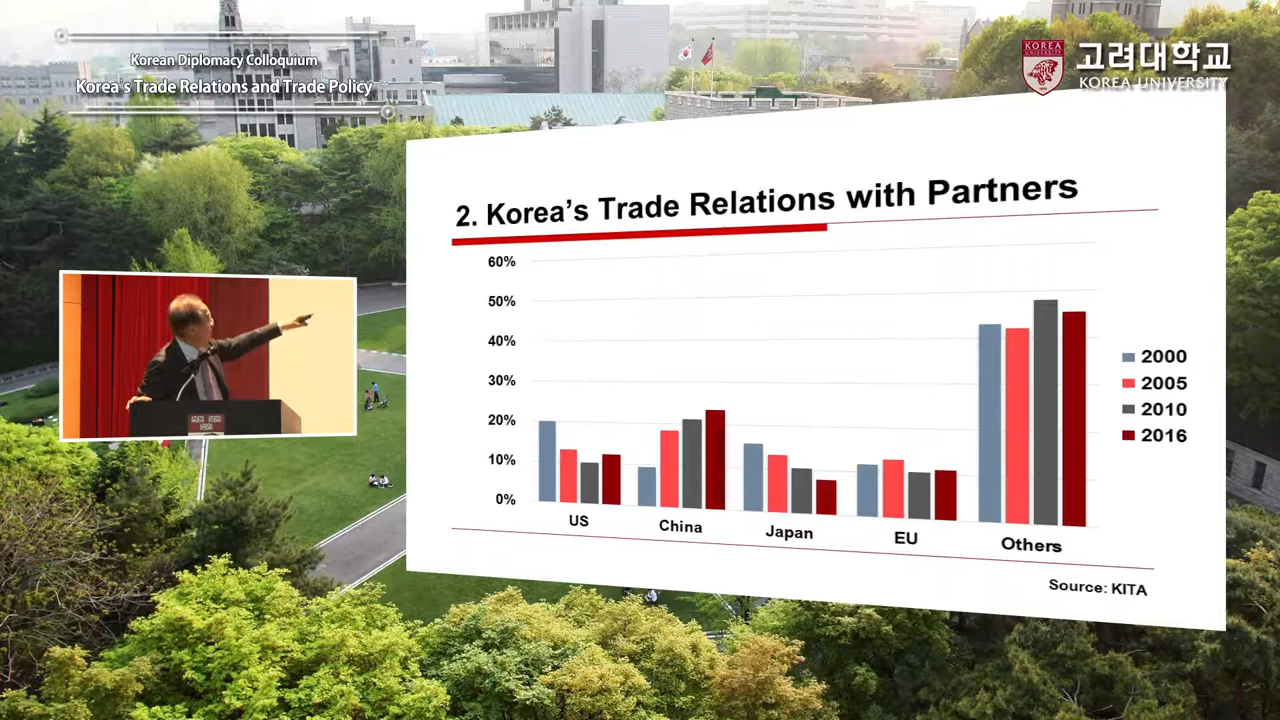 Korean Diplomacy Colloquium
Korea's Trade Relations and Trade Policy
KOREA
UNIVERSITY
고려대학교
KOREA UNIVERSITY
2. Korea's Trade Relations with Partners
60%
50%
40%
30%
20%
10%
0%
US
China
Japan
EU
Others
2000
2005
2010
2016
Source: KITA